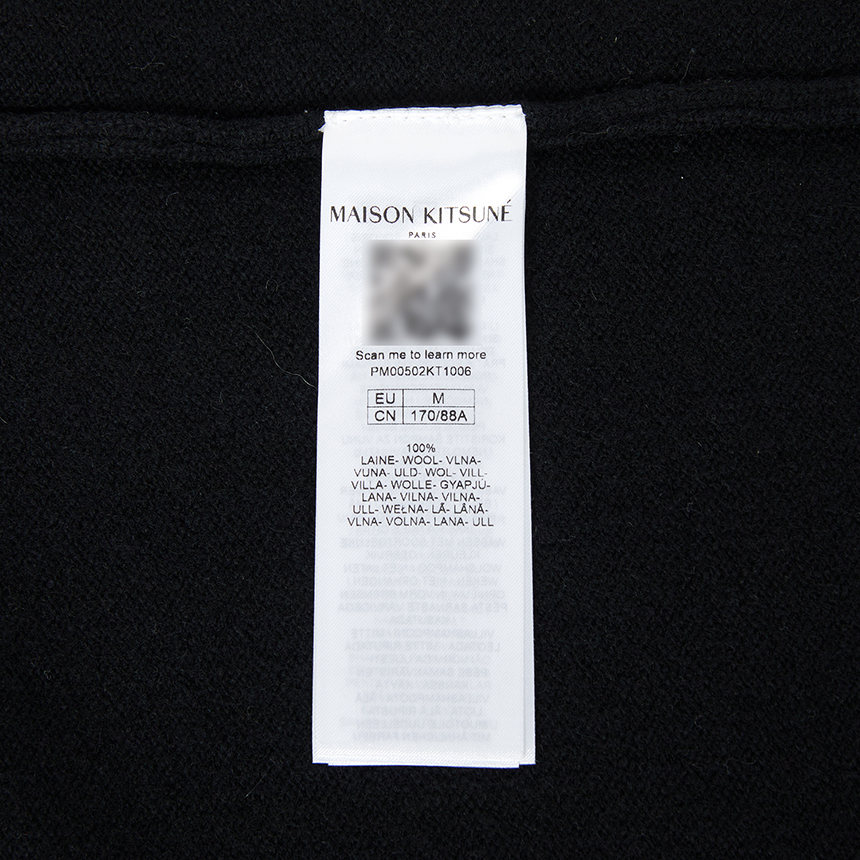 MAISON KITSUNÉ
PARIS
Scan me to learn more
PM00502KT1006
EU M
CN 170/88A
100%
LAINE- WOOL- VLNA-
VUNA- ULD- WOL- VILL-
VILLA- WOLLE- GYAPJÚ-
LANA- VILNA- VILNA-
ULL- WEŁNA- LÃ- LÂNĂ-
VLNA- VOLNA- LANA- ULL